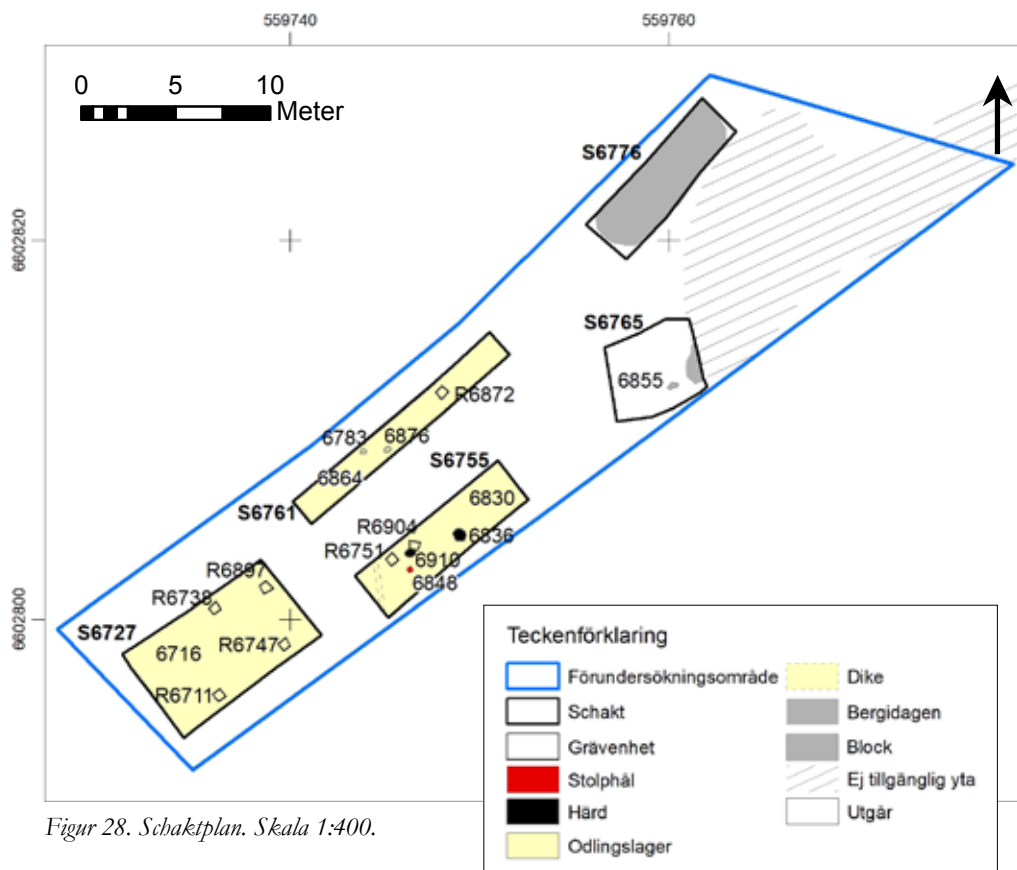 559740
559760
0 5 10
Meter
S6776
6602820
S6765
6855
R6872
6783
6876
S6755
6864
6830
S6761
R6904
6836
R6751
6910
6848
R6897
R6738
6602800
S6727
R6747
6716
R6711
Teckenförklaring
Förundersökningsområde
Schakt
Grävenhet
Stolphål
Härd
Odlingslager
Dike
Bergidagen
Block
Ej tillgänglig yta
Utgår
Figur 28. Schaktplan. Skala 1:400.